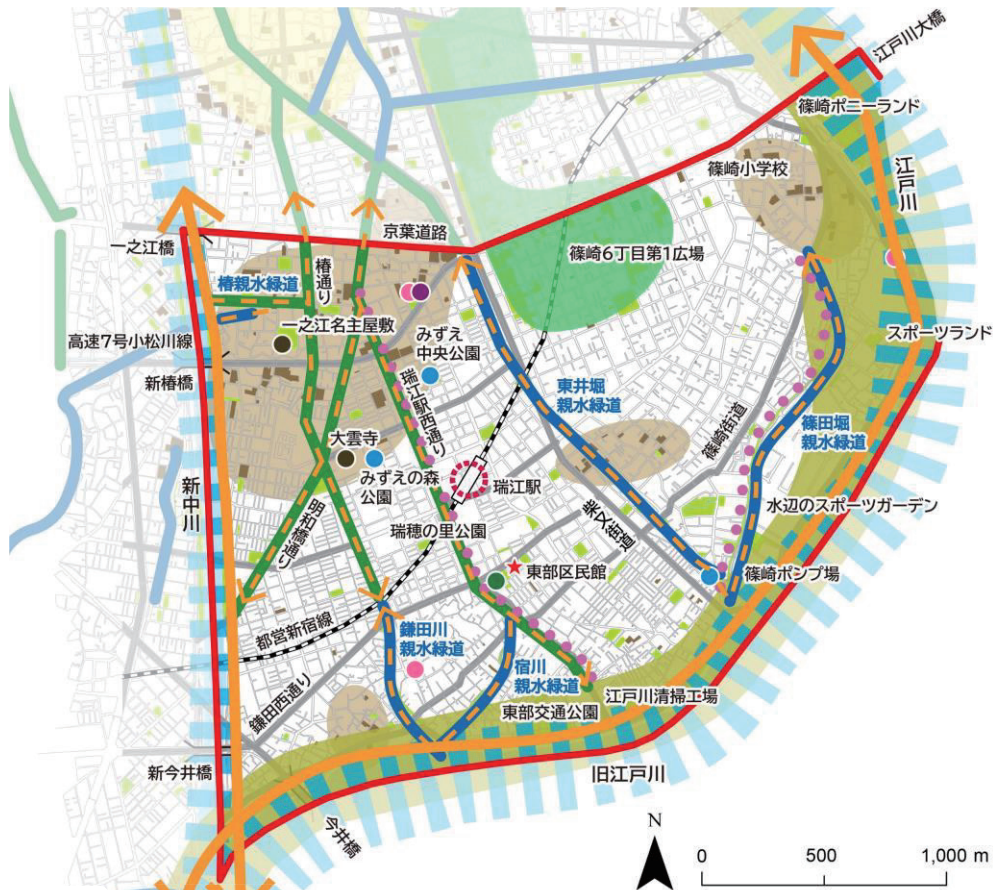 江戸川大橋
篠崎ポニーランド
篠崎小学校
江戸川
京葉道路
一之江橋
椿通り
篠崎6丁目第1広場
椿親水緑道
一之江名主屋敷
みずえ
中央公園
高速7号小松川線
新椿橋
スポーツランド
瑞江駅西通り
東井堀
親水緑道
篠崎街道
篠田堀
親水緑道
大雲寺
みずえの森
公園
瑞江駅
新中川
明和橋通り
瑞穂の里公園
柴又街道
水辺のスポーツガーデン
東部区民館
篠崎ポンプ場
都営新宿線
鎌田川
親水緑道
宿川
親水緑道
鎌田西通り
東部交通公園
江戸川清掃工場
新今井橋
旧江戸川
今井橋
N
0 500 1,000 m